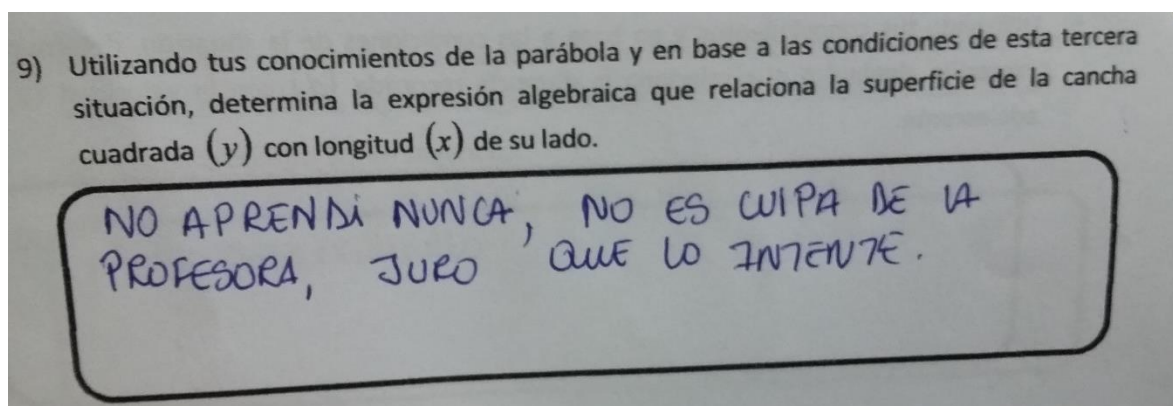 9) Utilizando tus conocimientos de la parábola y en base a las condiciones de esta tercera
situación, determina la expresión algebraica que relaciona la superficie de la cancha
cuadrada (y) con longitud (x) de su lado.
NO APRENDi NUNCA, NO ES CULPA DE LA
PROFESORA, JURO QUE LO INTENTE.